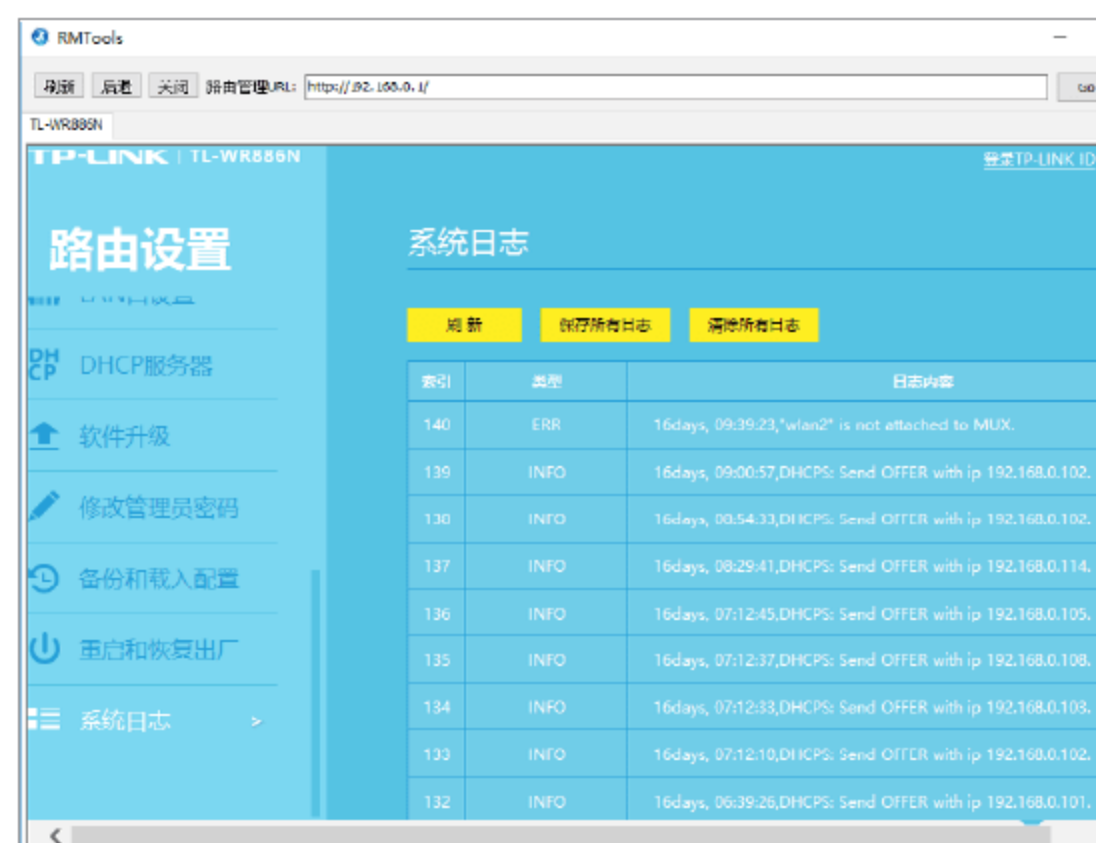 RMTools
刷新 后退 关闭 路由管理URL: http://192.168.0.1/ GO
TL-WR886N
TP-LINK | TL-WR886N 登录TP-LINK ID
路由设置
系统日志
LAN口设置
刷 新 保存所有日志 清除所有日志
DHCP服务器
索引 类型 日志内容
140 ERR 16days, 09:39:23,"wlan2" is not attached to MUX.
软件升级
139 INFO 16days, 09:00:57,DHCPS: Send OFFER with ip 192.168.0.102.
修改管理员密码
138 INFO 16days, 08:54:33,DHCPS: Send OFFER with ip 192.168.0.102.
137 INFO 16days, 08:29:41,DHCPS: Send OFFER with ip 192.168.0.114.
备份和载入配置
136 INFO 16days, 07:12:45,DHCPS: Send OFFER with ip 192.168.0.105.
重启和恢复出厂
135 INFO 16days, 07:12:37,DHCPS: Send OFFER with ip 192.168.0.108.
134 INFO 16days, 07:12:33,DHCPS: Send OFFER with ip 192.168.0.103.
系统日志 >
133 INFO 16days, 07:12:10,DHCPS: Send OFFER with ip 192.168.0.102.
132 INFO 16days, 06:39:26,DHCPS: Send OFFER with ip 192.168.0.101.